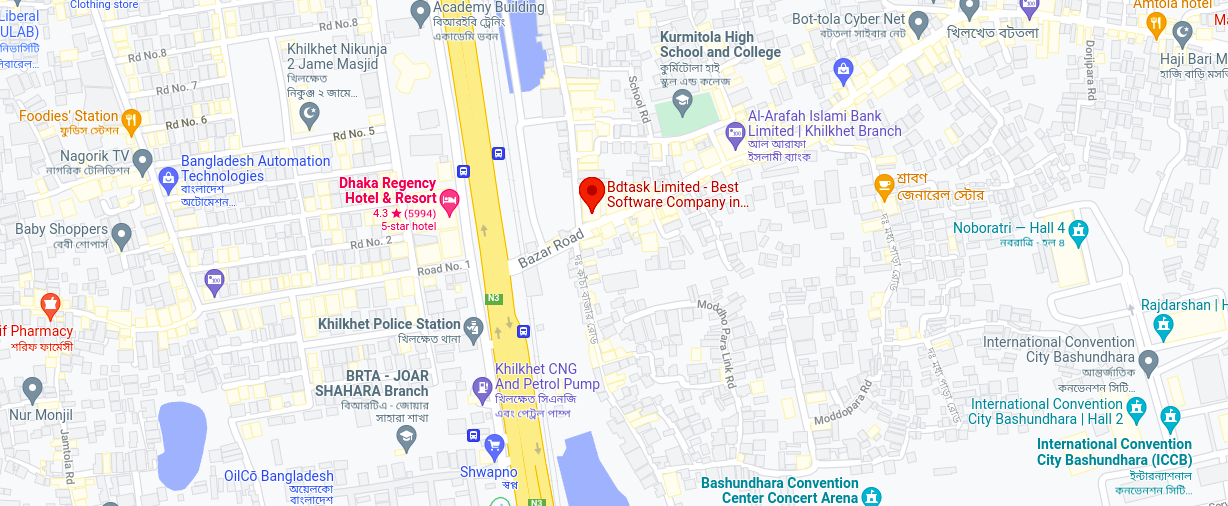 Liberal
(ULAB)
Clothing store
Rd No.8
Academy Building
বিআরইবি ট্রেনিং
একাডেমি ভবন
Khilkhet Nikunja
2 Jame Masjid
খিলক্ষেত
নিকুঞ্জ ২ জামে...
Rd No.8
Rd No. 7
Rd No. 6
Rd No. 5
Foodies' Station
ফুডিস স্টেশন
Nagorik TV
নাগরিক টেলিভিশন
Bangladesh Automation
Technologies
বাংলাদেশ
অটোমেশন...
Dhaka Regency
Hotel & Resort
4.3 ★ (5994)
5-star hotel
Baby Shoppers
বেবী শোপার্স
Rd No. 2
Road No. 1
if Pharmacy
শরিফ ফার্মেসী
Khilkhet Police Station
খিলক্ষেত থানা
N3
BRTA - JOAR
SHAHARA Branch
বিআরটিএ - জোয়ার
সাহারা শাখা
Khilkhet CNG
And Petrol Pump
খিলক্ষেত সিএনজি
এবং পেট্রল পাম্প
Nur Monjil
Jamtola Rd
OilCō Bangladesh
অয়েলকো
বাংলাদেশ
Shwapno
স্বপ্ন
N3
Kurmitola High
School and College
কুর্মিটোলা হাই
স্কুল এন্ড কলেজ
School Rd
Bot-tola Cyber Net
বটতলা সাইবার নেট
খিলখেত বটতলা
Amtola hotel
Haji Bari M
হাজি বাড়ি মসজি
Dorjipara Rd
Al-Arafah Islami Bank
Limited | Khilkhet Branch
আল আরাফা
ইসলামী ব্যাংক
Bdtask Limited - Best
Software Company in...
Bazar Road
শ্রাবণ
জেনারেল স্টোর
Noboratri — Hall 4
নবরাত্রি - হল ৪
Rajdarshan | H
Moddho Para Link Rd
Moddopara Rd
International Convention
City Bashundhara
আন্তর্জাতিক
কনভেনশন সিটি...
International Convention
City Bashundhara | Hall 2
International Convention
City Bashundhara (ICCB)
ইন্টারন্যাশনাল
কনভেনশন সিটি...
Bashundhara Convention
Center Concert Arena